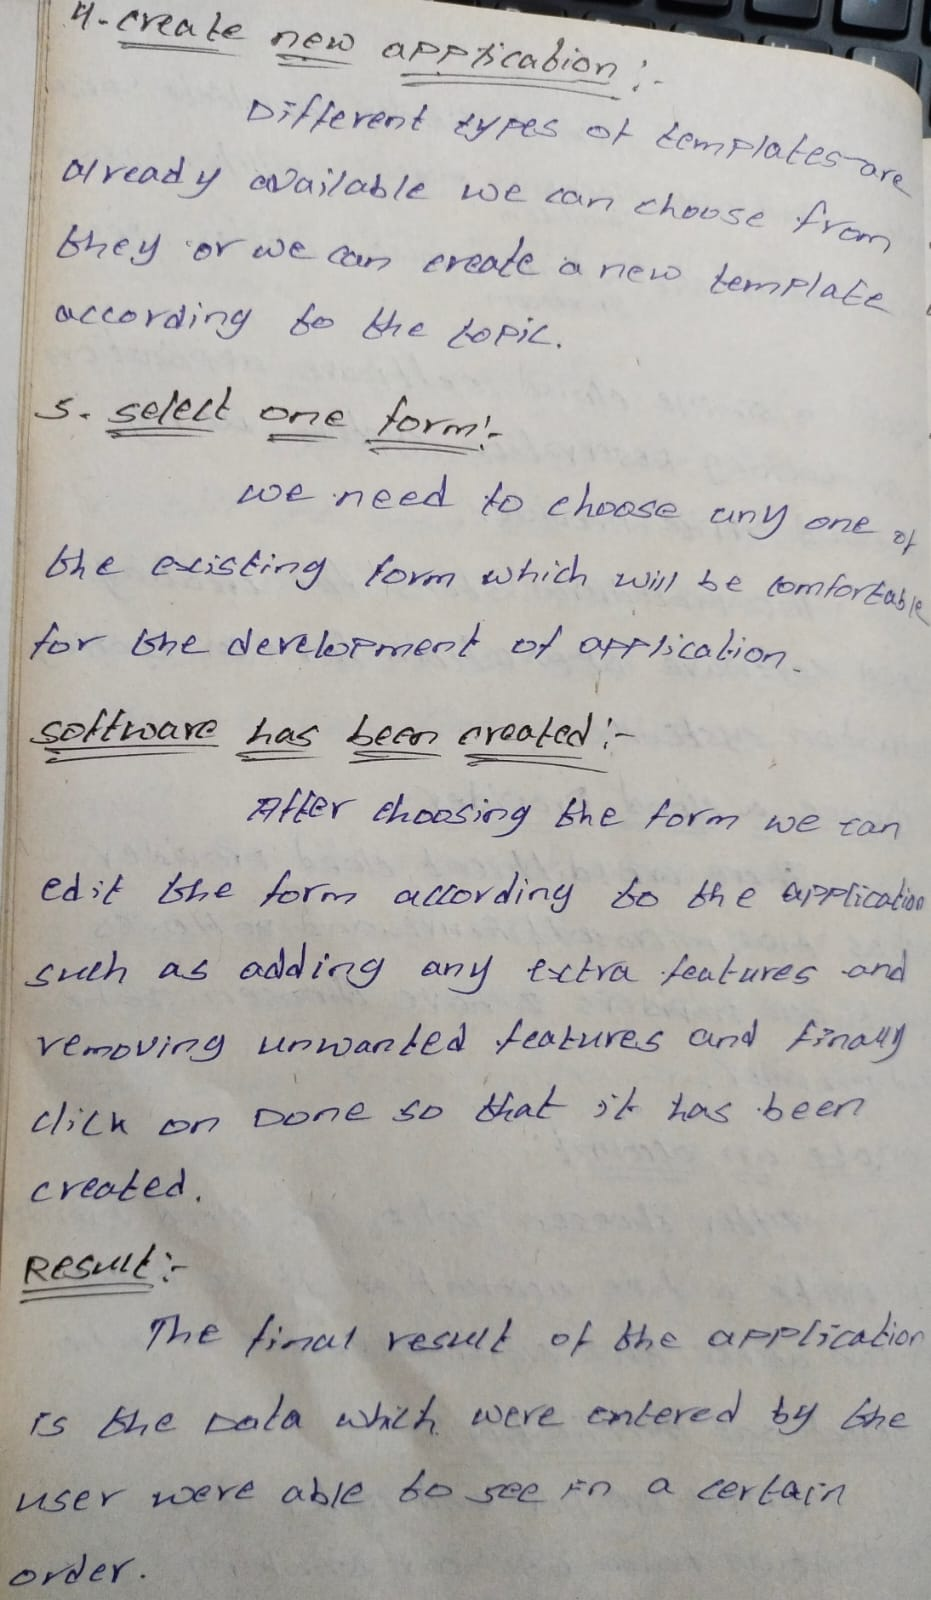 4. create new application :-
Different types of templates are
already available we can choose from
they or we can create a new template
according to the topic.
5. select one form :-
we need to choose any one of
the existing form which will be comfortable
for the development of application.
software has been created :-
After choosing the form we can
edit the form according to the application
such as adding any extra features and
removing unwanted features and finally
click on Done so that it has been
created.
Result :-
The final result of the application
is the Data which were entered by the
user were able to see in a certain
order.